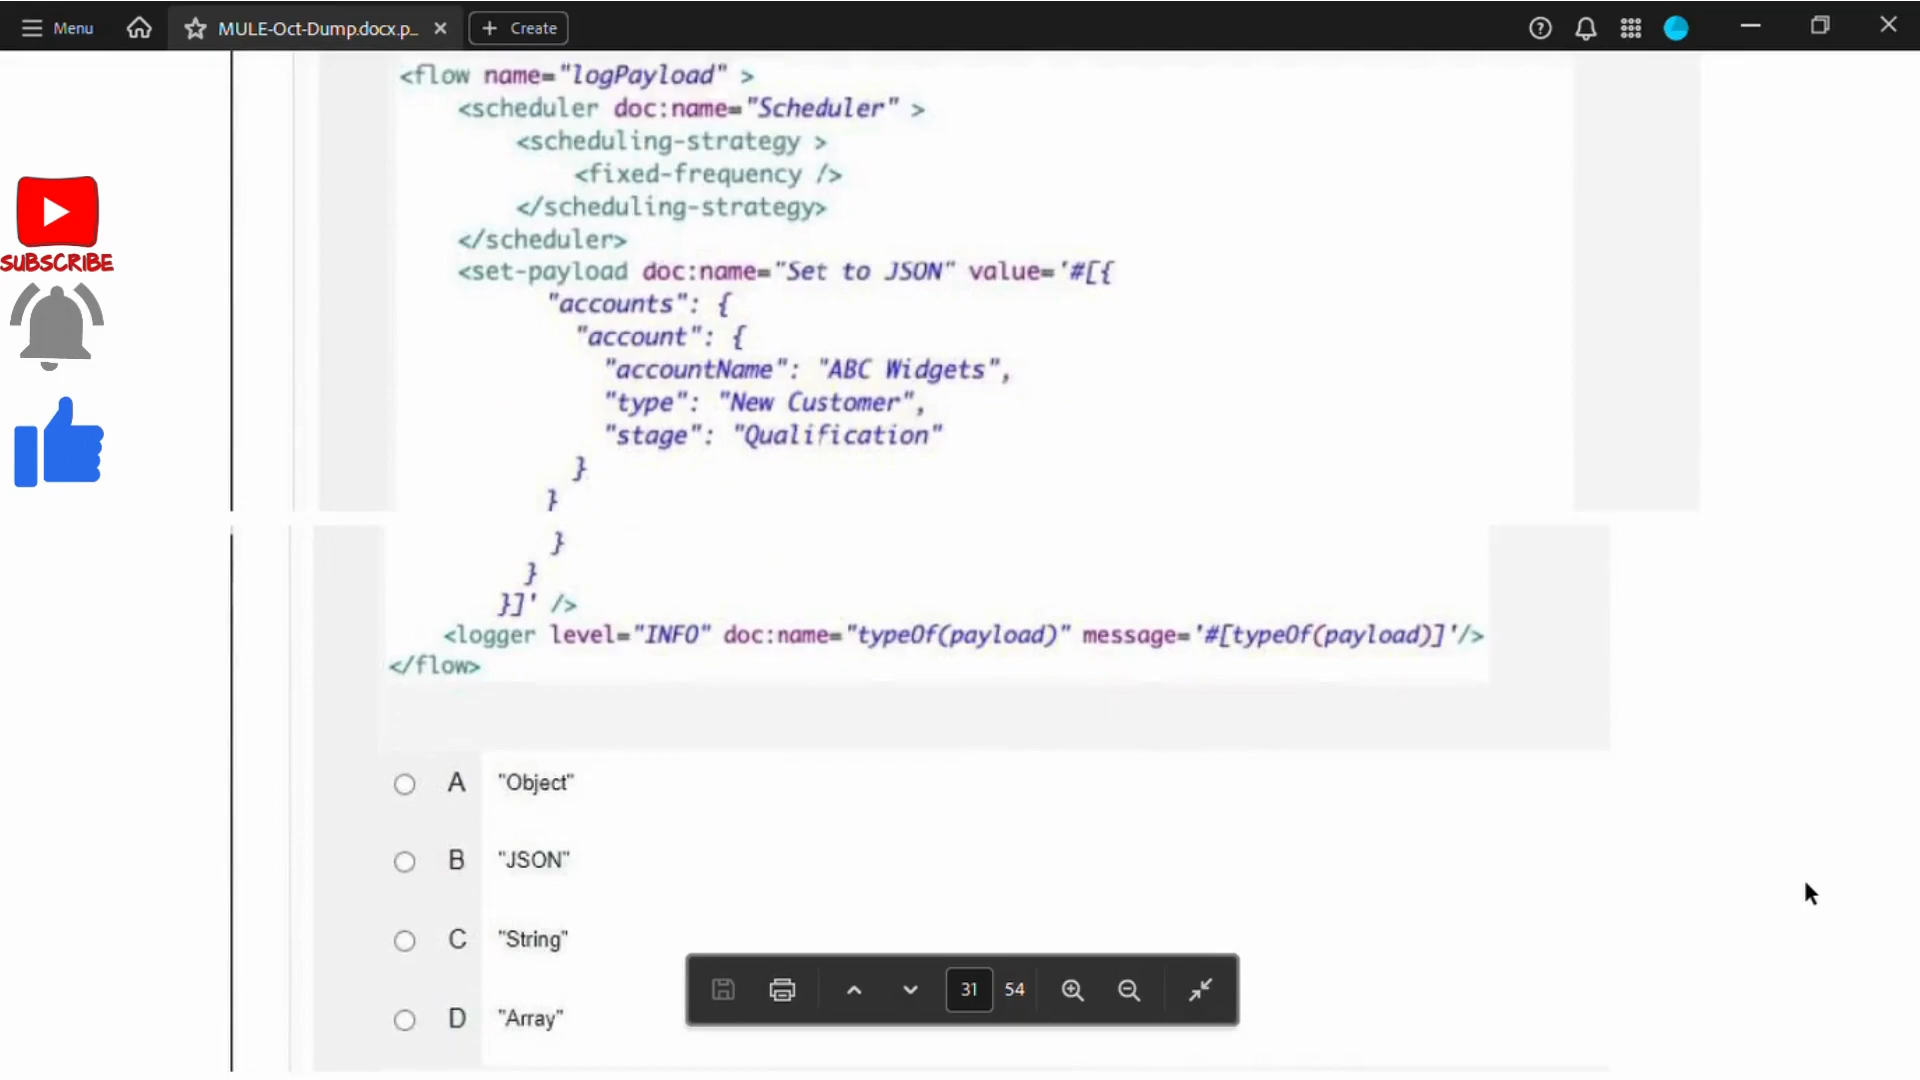 Menu
MULE-Oct-Dump.docx.p...
Create
<flow name="logPayload" >
<scheduler doc:name="Scheduler" >
<scheduling-strategy >
<fixed-frequency />
</scheduling-strategy>
</scheduler>
<set-payload doc:name="Set to JSON" value='#[{
"accounts": {
"account": {
"accountName": "ABC Widgets",
"type": "New Customer",
"stage": "Qualification"
}
}
}
}
}]' />
<logger level="INFO" doc:name="typeOf(payload)" message='#[typeOf(payload)]'/>
</flow>
SUBSCRIBE
A "Object"
B "JSON"
C "String"
D "Array"
31 54